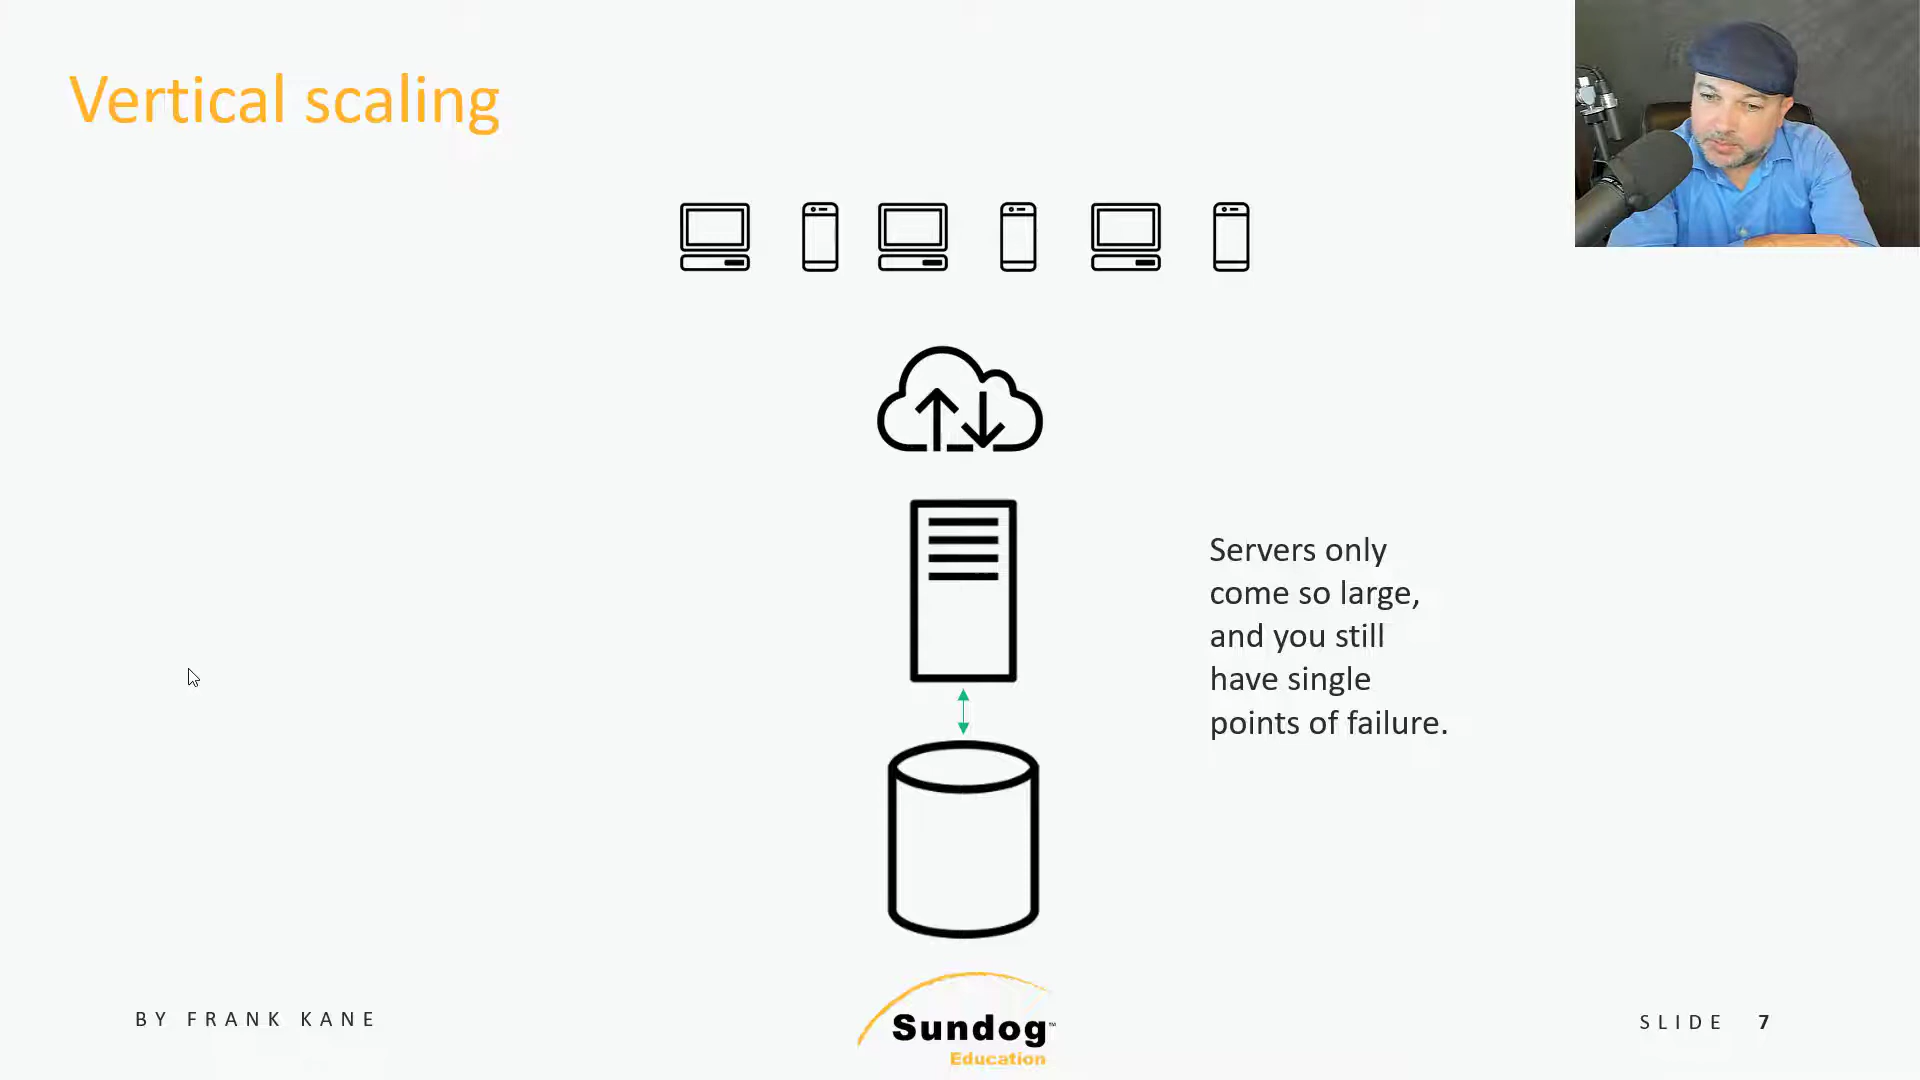 Vertical scaling
Servers only
come so large,
and you still
have single
points of failure.
BY FRANK KANE
Sundog™
Education
SLIDE 7